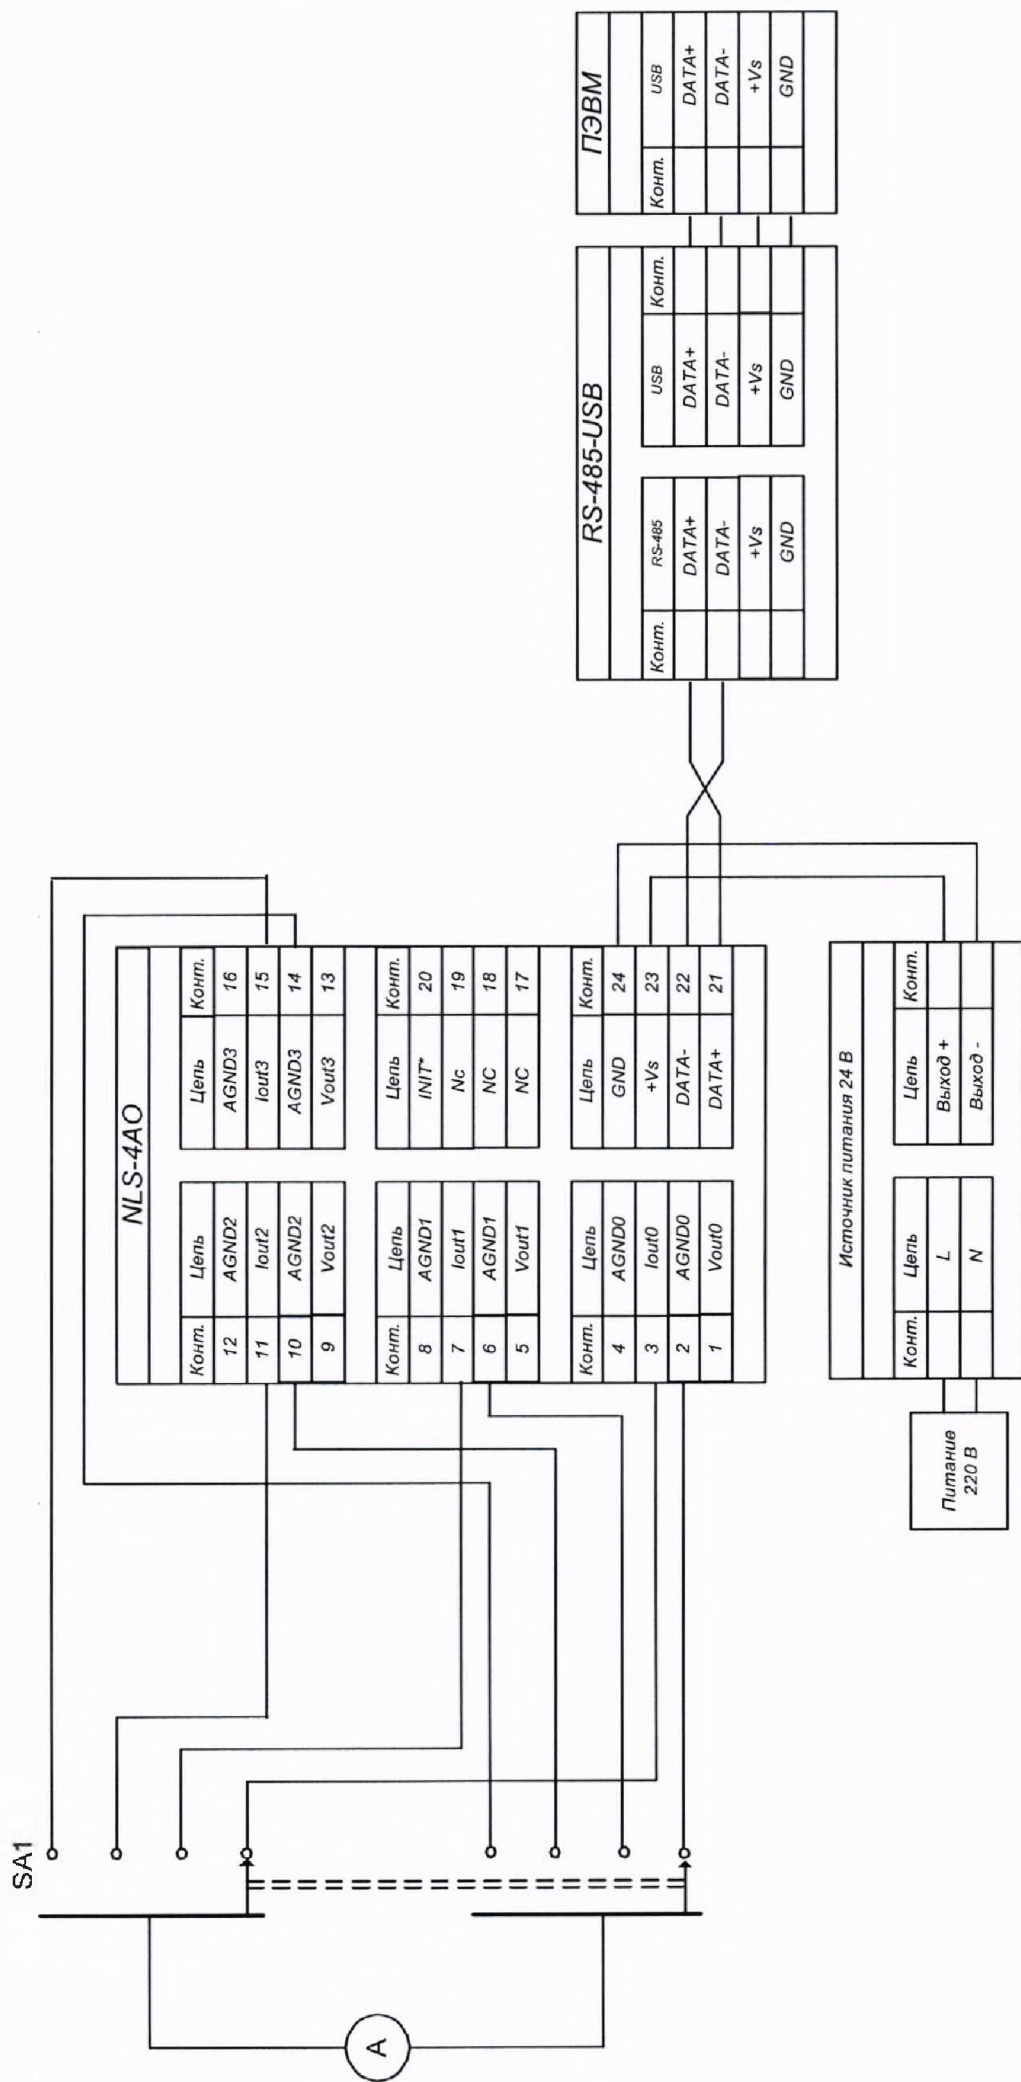 SA1
A
NLS-4AO
Конт. Цепь
12 AGND2
11 Iout2
10 AGND2
9 Vout2
Цепь Конт.
AGND3 16
Iout3 15
AGND3 14
Vout3 13
Конт. Цепь
8 AGND1
7 Iout1
6 AGND1
5 Vout1
Цепь Конт.
INIT* 20
Nc 19
NC 18
NC 17
Конт. Цепь
4 AGND0
3 Iout0
2 AGND0
1 Vout0
Цепь Конт.
GND 24
+Vs 23
DATA- 22
DATA+ 21
Питание
220 В
Источник питания 24 В
Конт. Цепь
L
N
Цепь Конт.
Выход +
Выход -
RS-485-USB
Конт. RS-485
DATA+
DATA-
+Vs
GND
USB Конт.
DATA+
DATA-
+Vs
GND
ПЭВМ
Конт. USB
DATA+
DATA-
+Vs
GND